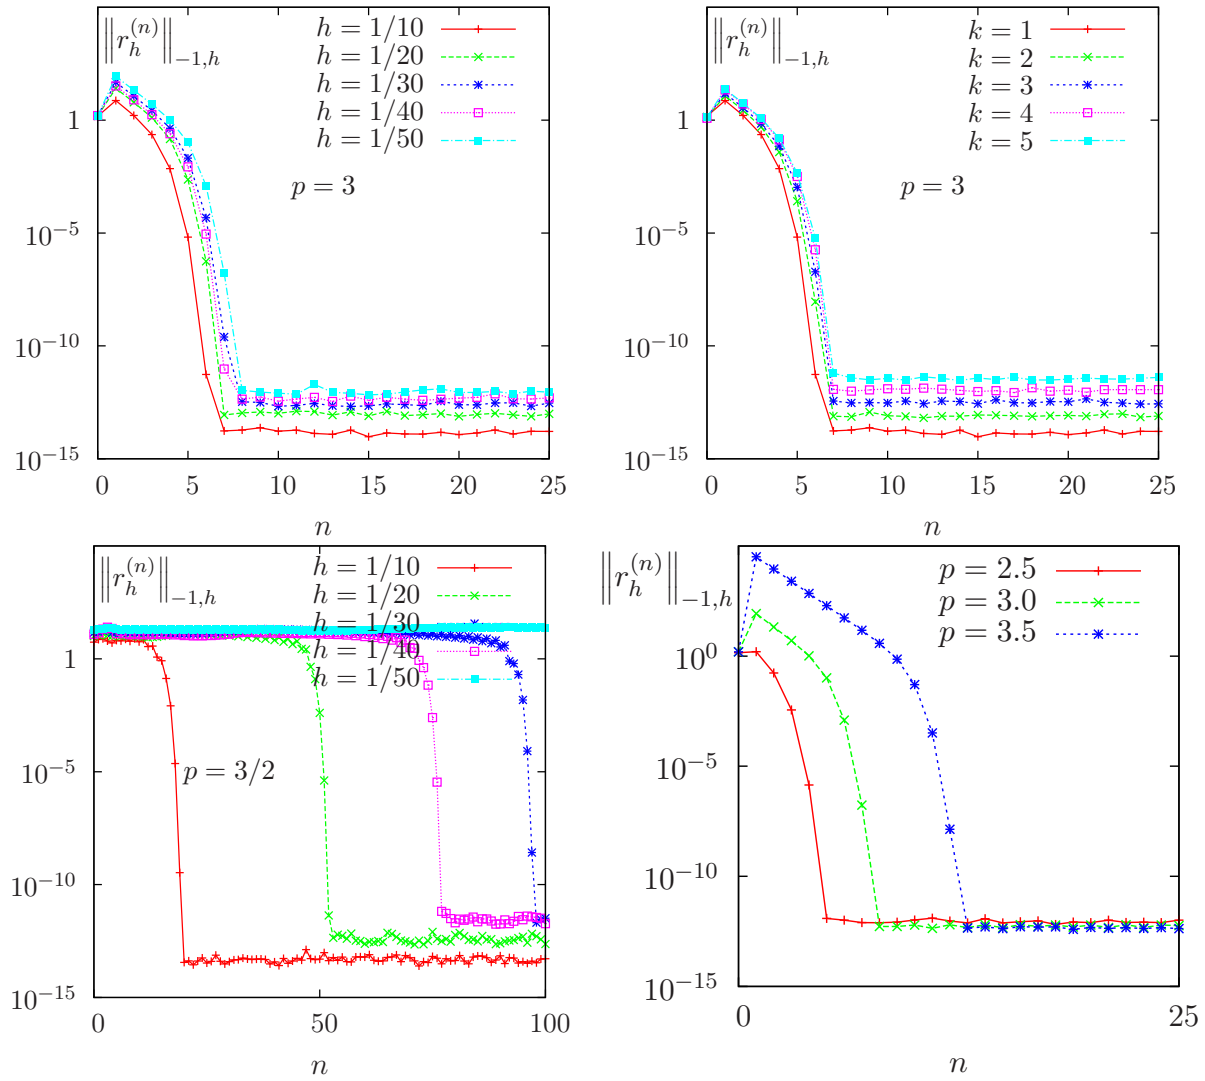 ‖r_h^{(n)}‖_{−1,h}
h = 1/10
h = 1/20
h = 1/30
h = 1/40
h = 1/50
p = 3
1
10^{−5}
10^{−10}
10^{−15}
0 5 10 15 20 25
n
‖r_h^{(n)}‖_{−1,h}
k = 1
k = 2
k = 3
k = 4
k = 5
p = 3
1
10^{−5}
10^{−10}
10^{−15}
0 5 10 15 20 25
n
‖r_h^{(n)}‖_{−1,h}
h = 1/10
h = 1/20
h = 1/30
h = 1/40
h = 1/50
p = 3/2
1
10^{−5}
10^{−10}
10^{−15}
0 50 100
n
‖r_h^{(n)}‖_{−1,h}
p = 2.5
p = 3.0
p = 3.5
10^{0}
10^{−5}
10^{−10}
10^{−15}
0 25
n